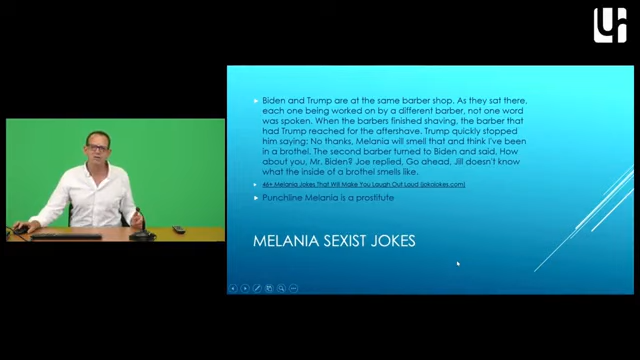 Biden and Trump are at the same barber shop. As they sat there,
each one being worked on by a different barber, not one word
was spoken. When the barbers finished shaving, the barber that
had Trump reached for the aftershave. Trump quickly stopped
him saying: No thanks, Melania will smell that and think I've been
in a brothel. The second barber turned to Biden and said, How
about you, Mr. Biden? Joe replied, Go ahead, Jill doesn't know
what the inside of a brothel smells like.
46+ Melania Jokes That Will Make You Laugh Out Loud (jokojokes.com)
Punchline Melania is a prostitute
MELANIA SEXIST JOKES